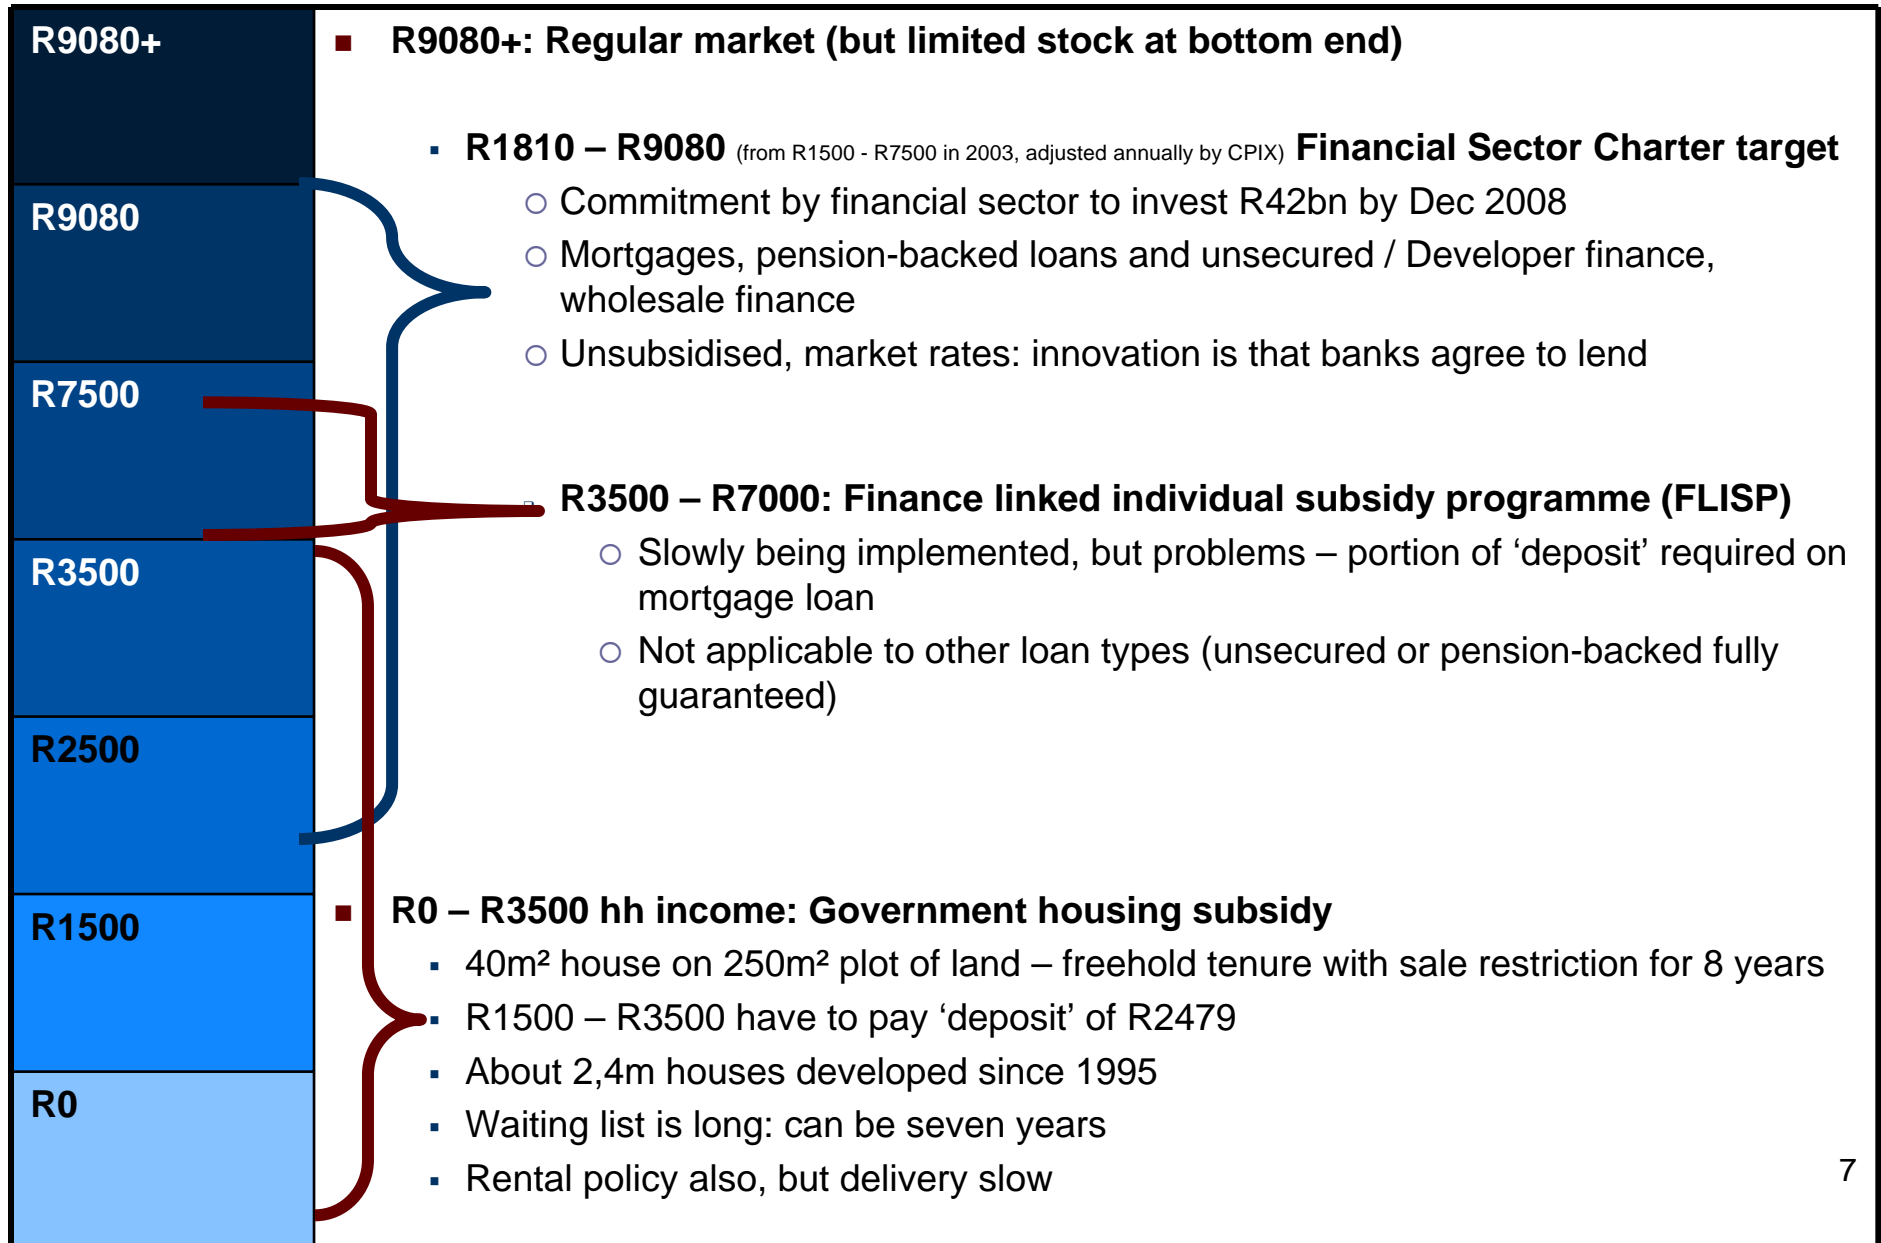 R9080+
R9080
R7500
R3500
R2500
R1500
R0
R9080+: Regular market (but limited stock at bottom end)
R1810 – R9080 (from R1500 - R7500 in 2003, adjusted annually by CPIX) Financial Sector Charter target
Commitment by financial sector to invest R42bn by Dec 2008
Mortgages, pension-backed loans and unsecured / Developer finance,
wholesale finance
Unsubsidised, market rates: innovation is that banks agree to lend
R3500 – R7000: Finance linked individual subsidy programme (FLISP)
Slowly being implemented, but problems – portion of ‘deposit’ required on
mortgage loan
Not applicable to other loan types (unsecured or pension-backed fully
guaranteed)
R0 – R3500 hh income: Government housing subsidy
40m² house on 250m² plot of land – freehold tenure with sale restriction for 8 years
R1500 – R3500 have to pay ‘deposit’ of R2479
About 2,4m houses developed since 1995
Waiting list is long: can be seven years
Rental policy also, but delivery slow
7